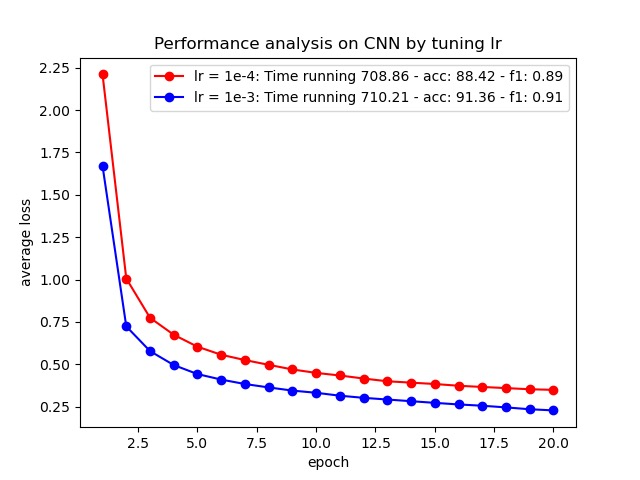 Performance analysis on CNN by tuning lr
lr = 1e-4: Time running 708.86 - acc: 88.42 - f1: 0.89
lr = 1e-3: Time running 710.21 - acc: 91.36 - f1: 0.91
average loss
2.25
2.00
1.75
1.50
1.25
1.00
0.75
0.50
0.25
2.5 5.0 7.5 10.0 12.5 15.0 17.5 20.0
epoch